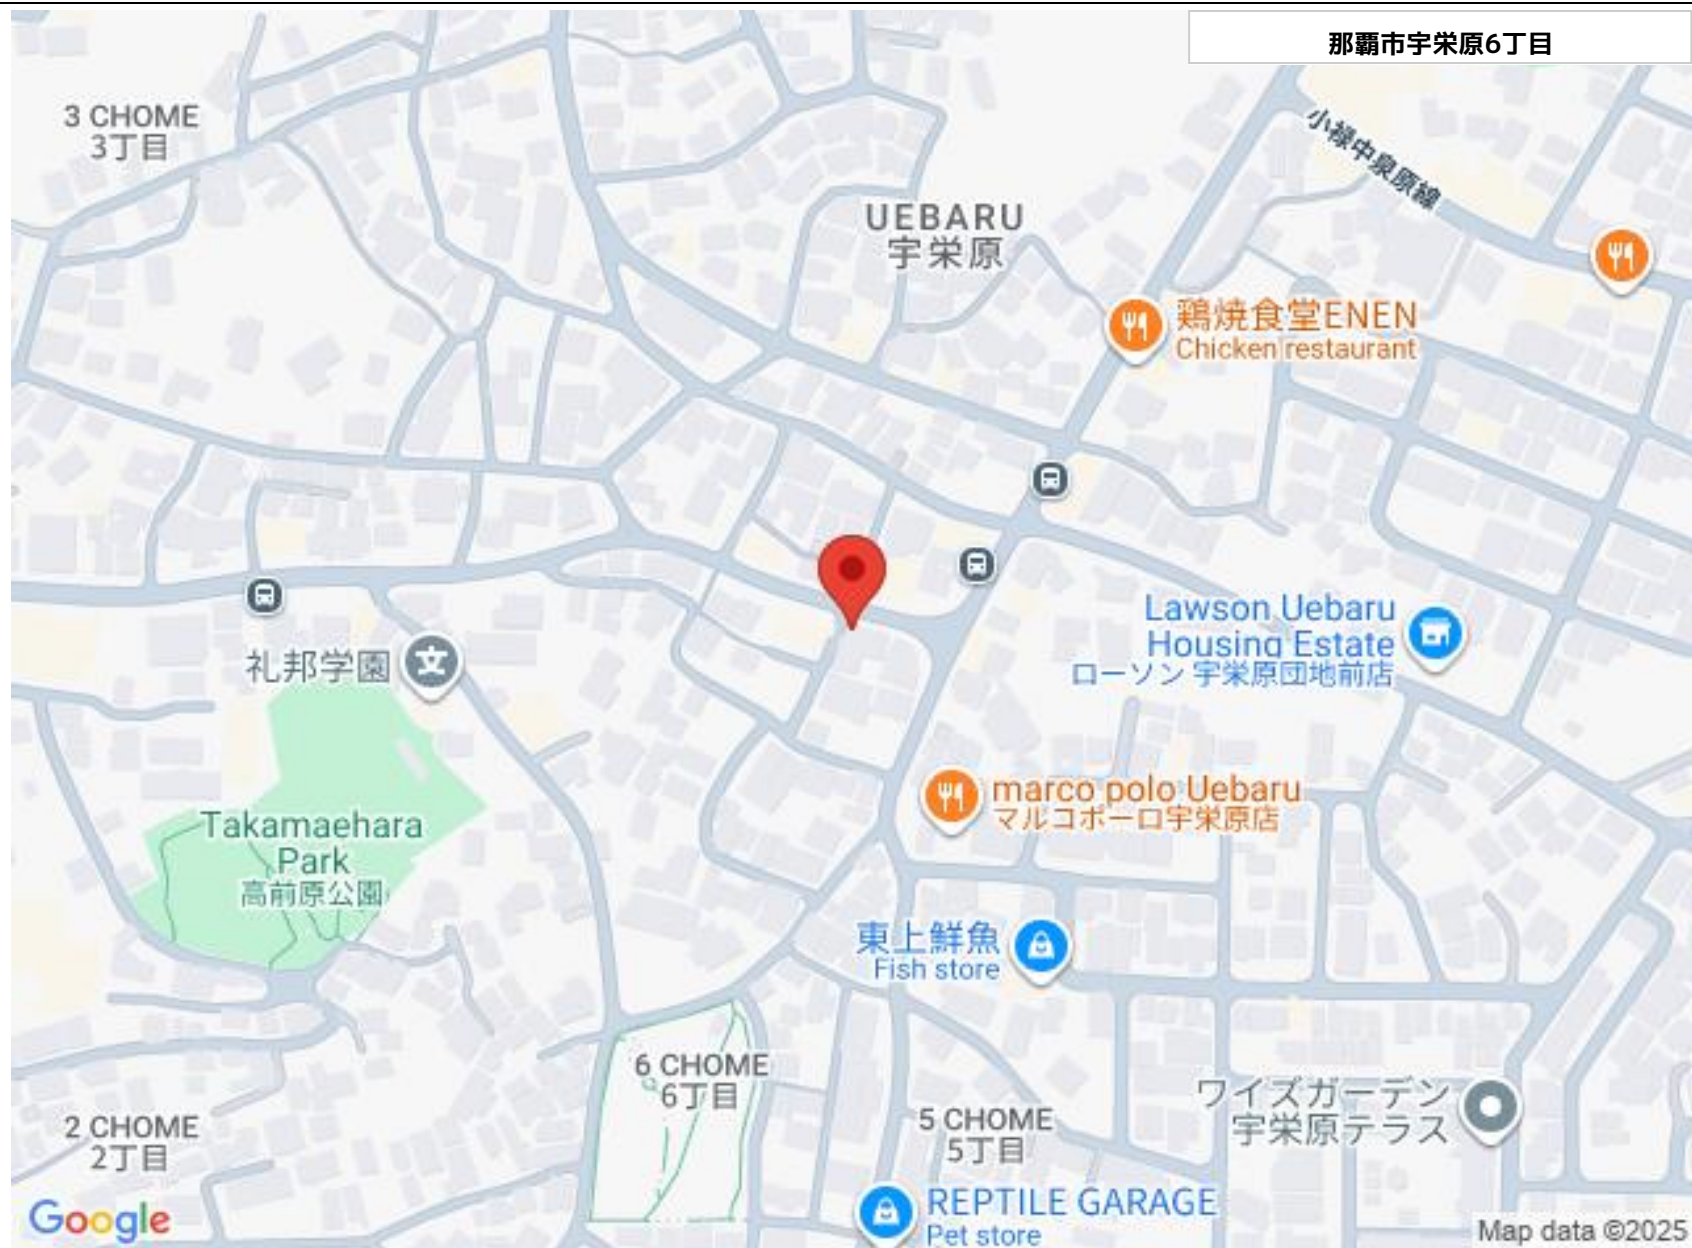 那覇市宇栄原6丁目
3 CHOME
3丁目
小禄中泉原線
UEBARU
宇栄原
鶏焼食堂ENEN
Chicken restaurant
Lawson Uebaru
Housing Estate
ローソン 宇栄原団地前店
礼邦学園
marco polo Uebaru
マルコポーロ宇栄原店
Takamaehara
Park
高前原公園
東上鮮魚
Fish store
6 CHOME
6丁目
ワイズガーデン
宇栄原テラス
5 CHOME
5丁目
2 CHOME
2丁目
REPTILE GARAGE
Pet store
Google
Map data ©2025